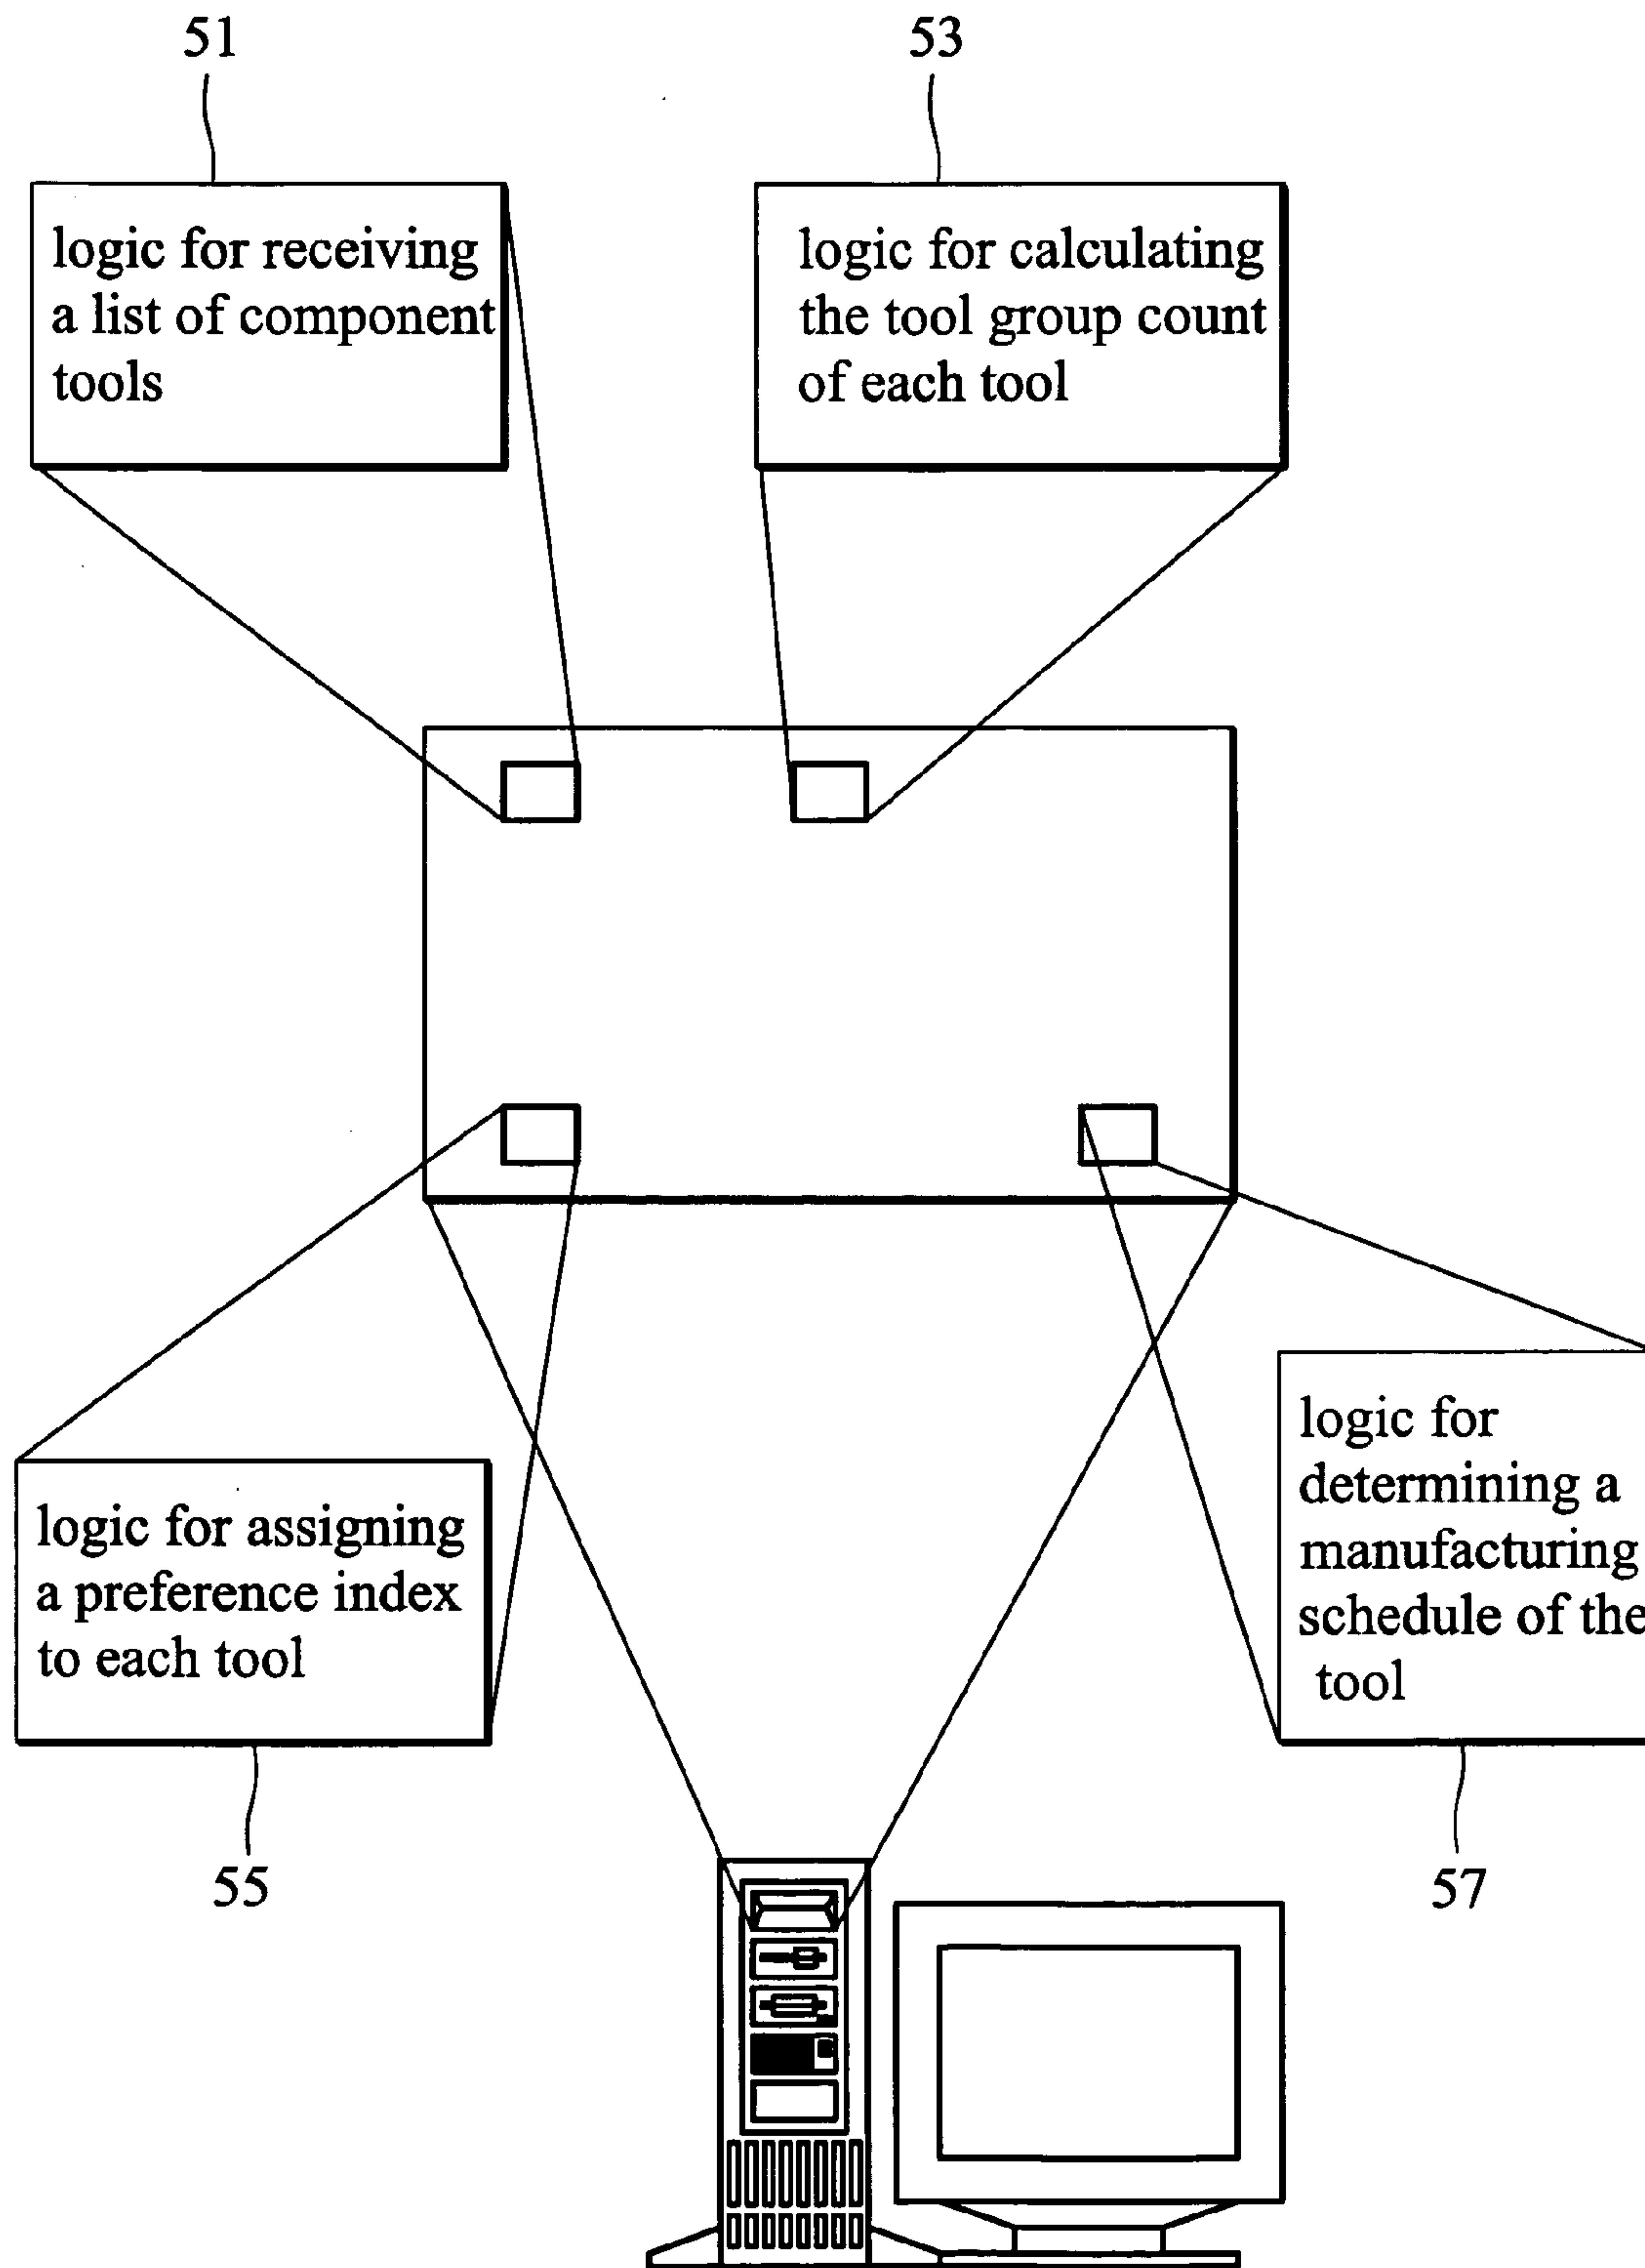 51
53
logic for receiving
a list of component
tools
logic for calculating
the tool group count
of each tool
logic for assigning
a preference index
to each tool
logic for
determining a
manufacturing
schedule of the
tool
55
57